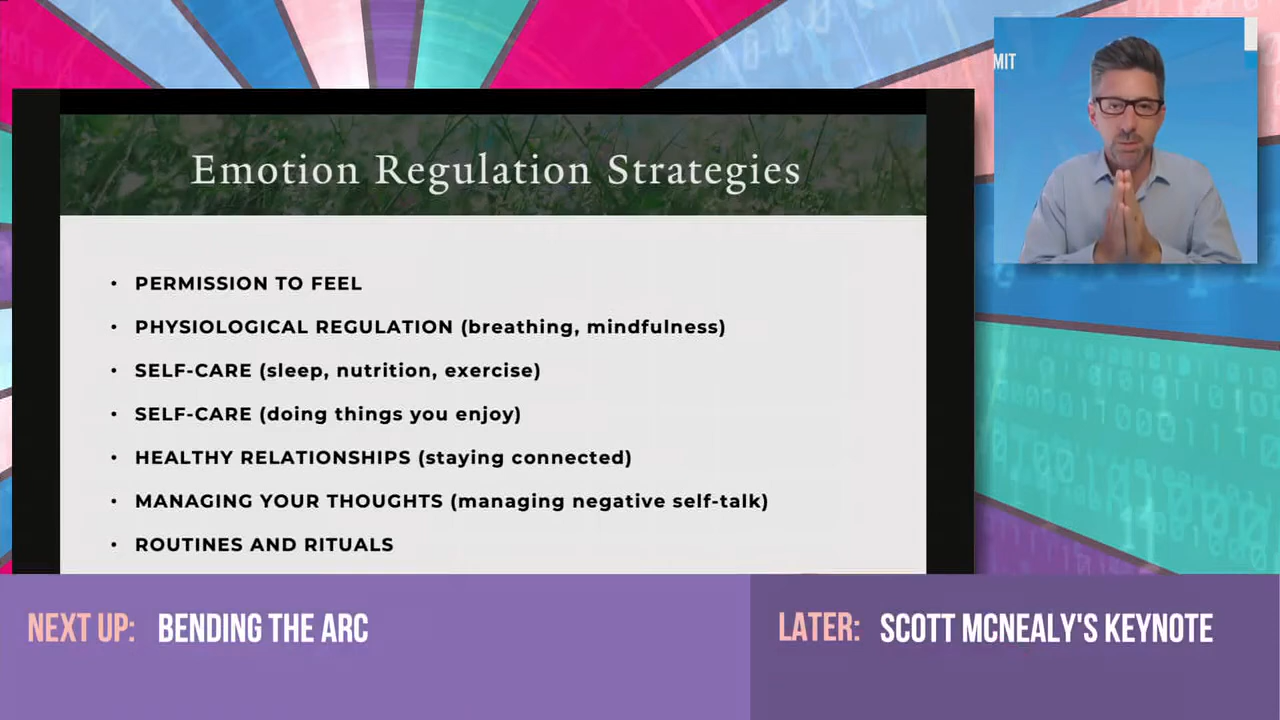 MIT
Emotion Regulation Strategies
• PERMISSION TO FEEL
• PHYSIOLOGICAL REGULATION (breathing, mindfulness)
• SELF-CARE (sleep, nutrition, exercise)
• SELF-CARE (doing things you enjoy)
• HEALTHY RELATIONSHIPS (staying connected)
• MANAGING YOUR THOUGHTS (managing negative self-talk)
• ROUTINES AND RITUALS
NEXT UP: BENDING THE ARC
LATER: SCOTT MCNEALY'S KEYNOTE